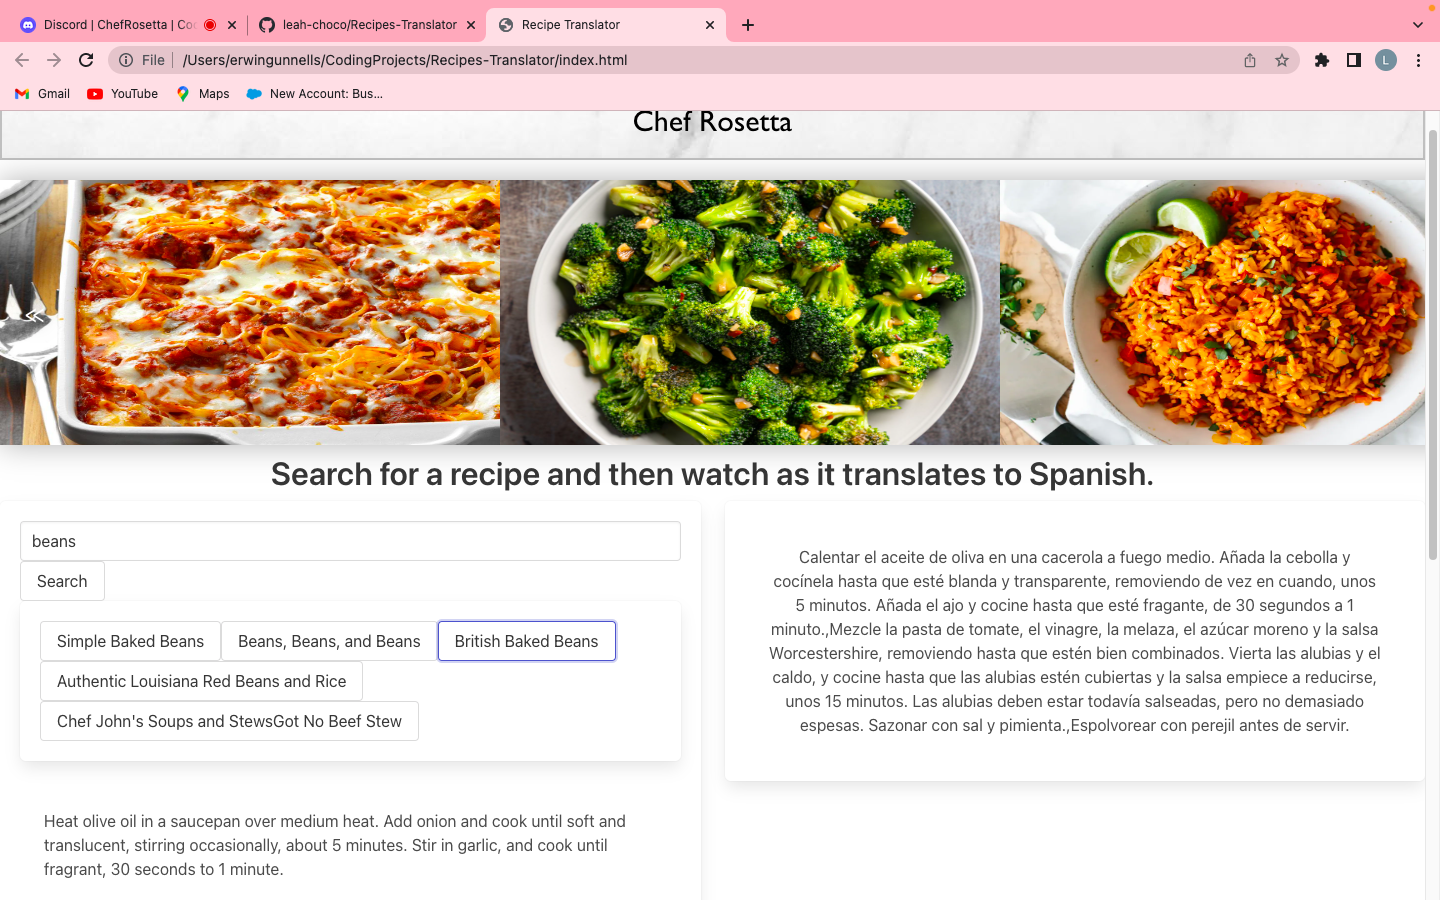 Discord | ChefRosetta | Co
leah-choco/Recipes-Translator
Recipe Translator
File
/Users/erwingunnells/CodingProjects/Recipes-Translator/index.html
L
Gmail
YouTube
Maps
New Account: Bus...
Chef Rosetta
Search for a recipe and then watch as it translates to Spanish.
beans
Search
Simple Baked Beans
Beans, Beans, and Beans
British Baked Beans
Authentic Louisiana Red Beans and Rice
Chef John's Soups and StewsGot No Beef Stew
Heat olive oil in a saucepan over medium heat. Add onion and cook until soft and
translucent, stirring occasionally, about 5 minutes. Stir in garlic, and cook until
fragrant, 30 seconds to 1 minute.
Calentar el aceite de oliva en una cacerola a fuego medio. Añada la cebolla y
cocínela hasta que esté blanda y transparente, removiendo de vez en cuando, unos
5 minutos. Añada el ajo y cocine hasta que esté fragante, de 30 segundos a 1
minuto.,Mezcle la pasta de tomate, el vinagre, la melaza, el azúcar moreno y la salsa
Worcestershire, removiendo hasta que estén bien combinados. Vierta las alubias y el
caldo, y cocine hasta que las alubias estén cubiertas y la salsa empiece a reducirse,
unos 15 minutos. Las alubias deben estar todavía salseadas, pero no demasiado
espesas. Sazonar con sal y pimienta.,Espolvorear con perejil antes de servir.